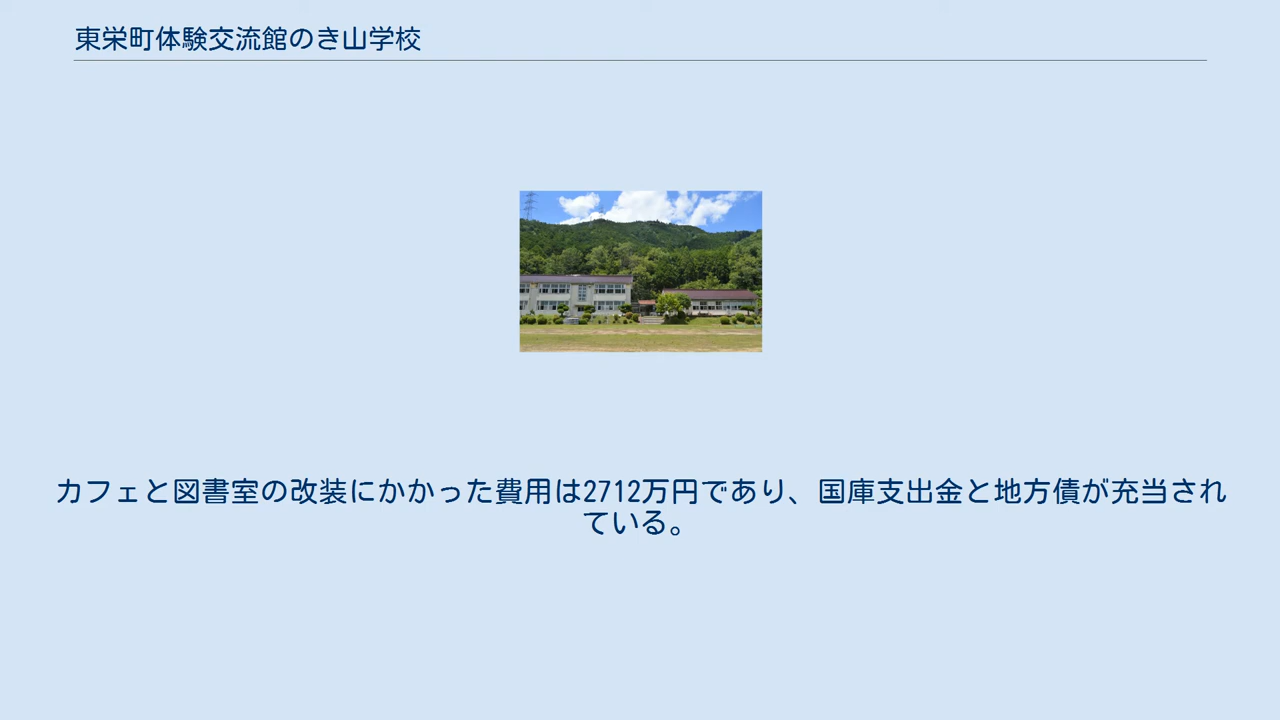 東栄町体験交流館のき山学校
カフェと図書室の改装にかかった費用は2712万円であり、国庫支出金と地方債が充当され
ている。